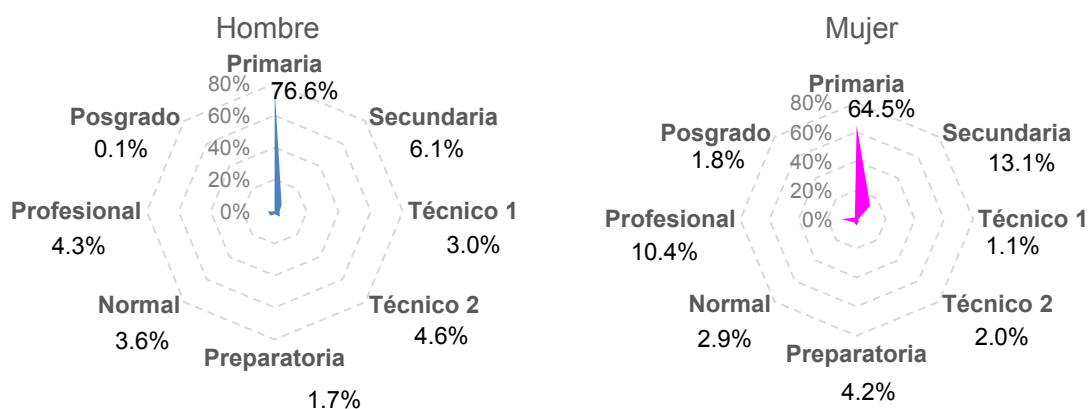 Hombre
Primaria
76.6%
80%
60%
40%
20%
0%
Secundaria
6.1%
Técnico 1
3.0%
Técnico 2
4.6%
Preparatoria
1.7%
Normal
3.6%
Profesional
4.3%
Posgrado
0.1%
Mujer
Primaria
64.5%
80%
60%
40%
20%
0%
Secundaria
13.1%
Técnico 1
1.1%
Técnico 2
2.0%
Preparatoria
4.2%
Normal
2.9%
Profesional
10.4%
Posgrado
1.8%